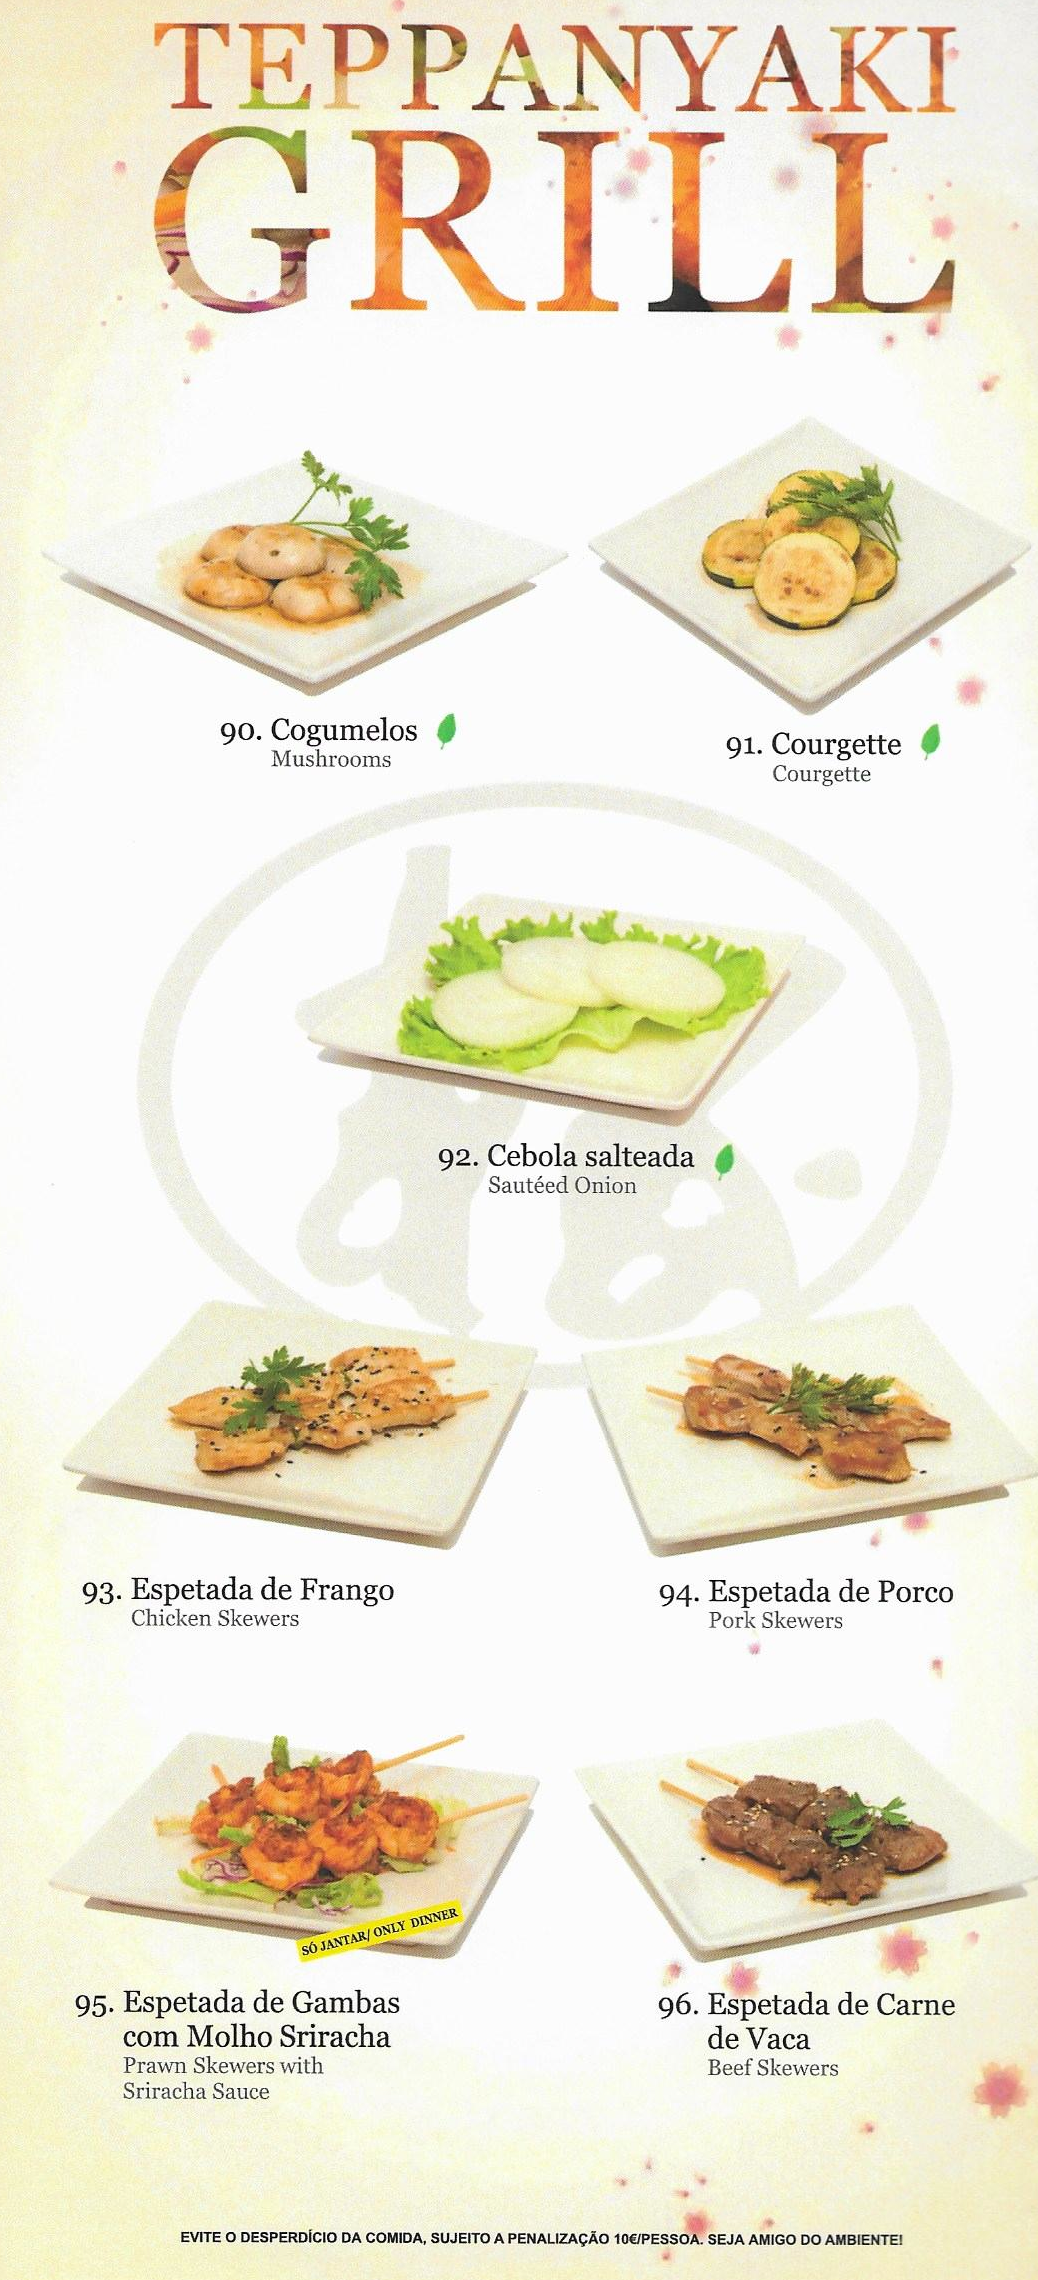 TEPPANYAKI
GRILL
90. Cogumelos
Mushrooms
91. Courgette
Courgette
92. Cebola salteada
Sautéed Onion
93. Espetada de Frango
Chicken Skewers
94. Espetada de Porco
Pork Skewers
SÓ JANTAR/ ONLY DINNER
95. Espetada de Gambas
com Molho Sriracha
Prawn Skewers with
Sriracha Sauce
96. Espetada de Carne
de Vaca
Beef Skewers
EVITE O DESPERDÍCIO DA COMIDA, SUJEITO A PENALIZAÇÃO 10€/PESSOA. SEJA AMIGO DO AMBIENTE!